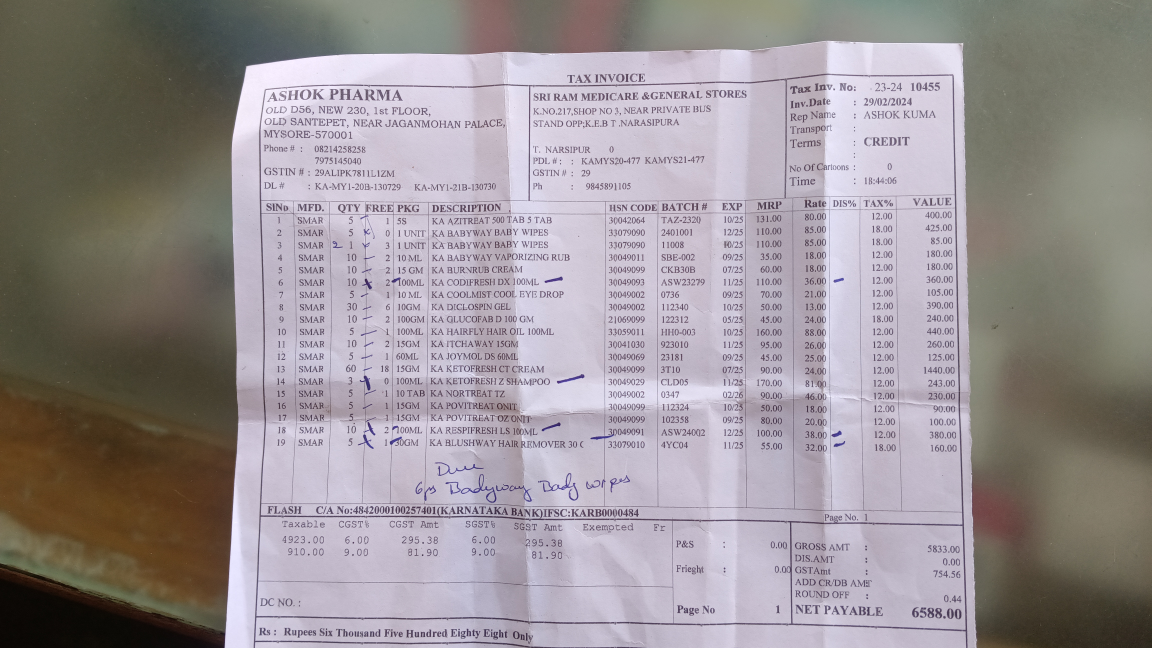 TAX INVOICE
ASHOK PHARMA
OLD D56, NEW 230, 1st FLOOR,
OLD SANTEPET, NEAR JAGANMOHAN PALACE,
MYSORE-570001
Phone # : 08214258258
7975145040
GSTIN # : 29ALIPK7811L1ZM
DL # : KA-MY1-20B-130729 KA-MY1-21B-130730
SRI RAM MEDICARE &GENERAL STORES
K.NO.217,SHOP NO 3, NEAR PRIVATE BUS
STAND OPP;K.E.B T .NARASIPURA
T. NARSIPUR 0
PDL # : : KAMYS20-477 KAMYS21-477
GSTIN # : 29
Ph : 9845891105
Tax Inv. No: 23-24 10455
Inv.Date : 29/02/2024
Rep Name : ASHOK KUMA
Transport :
Terms : CREDIT
:
No Of Cartoons : 0
Time : 18:44:06
SlNo MFD. QTY FREE PKG DESCRIPTION HSN CODE BATCH # EXP MRP Rate DIS% TAX% VALUE
1 SMAR 5 1 5S KA AZITREAT 500 TAB 5 TAB 30042064 TAZ-2320 10/25 131.00 80.00 12.00 400.00
2 SMAR 5 0 1 UNIT KA BABYWAY BABY WIPES 33079090 2401001 12/25 110.00 85.00 18.00 425.00
3 SMAR 2 1 3 1 UNIT KA BABYWAY BABY WIPES 33079090 11008 10/25 110.00 85.00 18.00 85.00
4 SMAR 10 2 10 ML KA BABYWAY VAPORIZING RUB 30049011 SBE-002 09/25 35.00 18.00 12.00 180.00
5 SMAR 10 2 15 GM KA BURNRUB CREAM 30049099 CKB30B 07/25 60.00 18.00 12.00 180.00
6 SMAR 10 2 100ML KA CODIFRESH DX 100ML 30049093 ASW23279 11/25 110.00 36.00 12.00 360.00
7 SMAR 5 1 10 ML KA COOLMIST COOL EYE DROP 30049002 0736 09/25 70.00 21.00 12.00 105.00
8 SMAR 30 6 10GM KA DICLOSPIN GEL 30049002 112340 10/25 50.00 13.00 12.00 390.00
9 SMAR 10 2 100GM KA GLUCOFAB D 100 GM 21069099 122312 05/25 45.00 24.00 18.00 240.00
10 SMAR 5 1 100ML KA HAIRFLY HAIR OIL 100ML 33059011 HH0-003 10/25 160.00 88.00 12.00 440.00
11 SMAR 10 2 15GM KA ITCHAWAY 15GM 30041030 923010 11/25 95.00 26.00 12.00 260.00
12 SMAR 5 1 60ML KA JOYMOL DS 60ML 30049069 23181 09/25 45.00 25.00 12.00 125.00
13 SMAR 60 18 15GM KA KETOFRESH CT CREAM 30049099 3T10 07/25 90.00 24.00 12.00 1440.00
14 SMAR 3 0 100ML KA KETOFRESH Z SHAMPOO 30049029 CLD05 11/25 170.00 81.00 12.00 243.00
15 SMAR 5 1 10 TAB KA NORTREAT TZ 30049002 0347 02/26 90.00 46.00 12.00 230.00
16 SMAR 5 1 15GM KA POVITREAT ONIT 30049099 112324 10/25 50.00 18.00 12.00 90.00
17 SMAR 5 1 15GM KA POVITREAT OZ ONIT 30049099 102358 09/25 80.00 20.00 12.00 100.00
18 SMAR 10 2 100ML KA RESPIFRESH LS 100ML 30049091 ASW24002 12/25 100.00 38.00 12.00 380.00
19 SMAR 5 1 30GM KA BLUSHWAY HAIR REMOVER 30 G 33079010 4YC04 11/25 55.00 32.00 18.00 160.00
Due
6ps Badyway Bady wipes
FLASH C/A No:4842000100257401(KARNATAKA BANK)IFSC:KARB0000484
Page No. 1
Taxable CGST% CGST Amt SGST% SGST Amt Exempted Fr
4923.00 6.00 295.38 6.00 295.38
910.00 9.00 81.90 9.00 81.90
DC NO. :
P&S : 0.00
Frieght : 0.00
Page No 1
GROSS AMT : 5833.00
DIS.AMT : 0.00
GSTAmt : 754.56
ADD CR/DB AMT :
ROUND OFF : 0.44
NET PAYABLE 6588.00
Rs : Rupees Six Thousand Five Hundred Eighty Eight Only